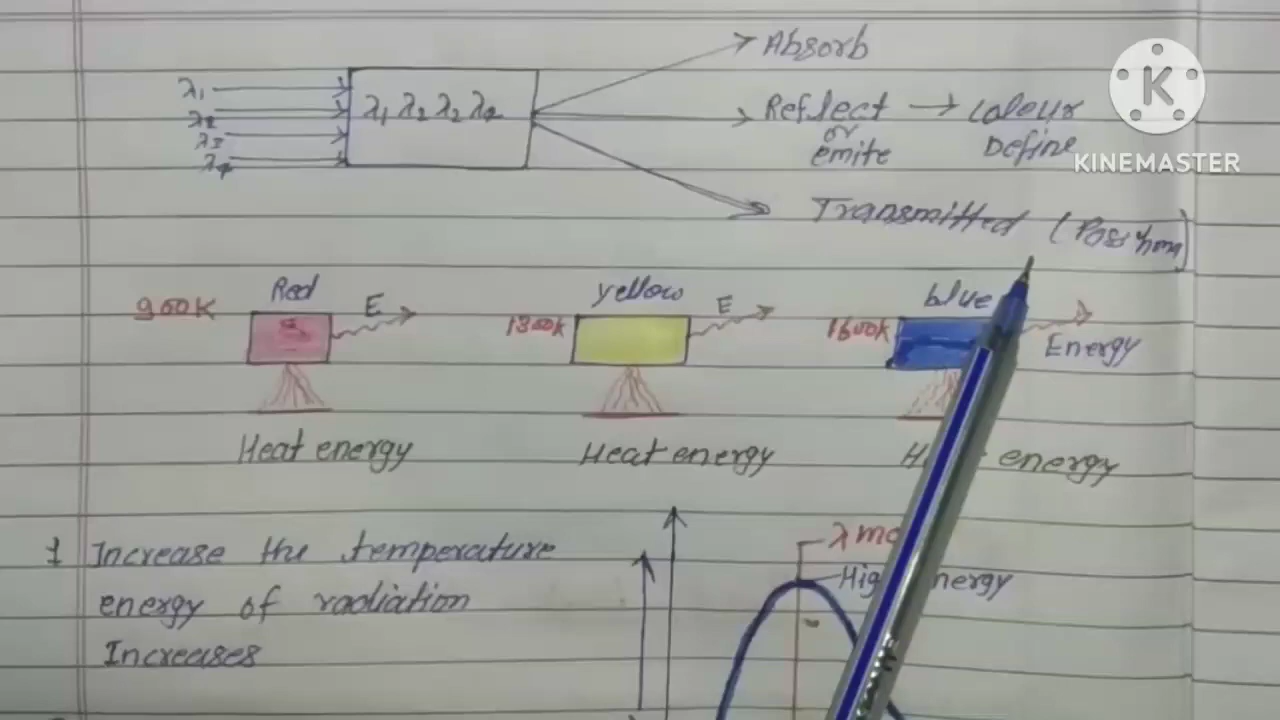 Absorb
λ1
λ2
λ3
λ4
λ1 λ2 λ2 λ4
Reflect → colour
or
emite
Define
KINEMASTER
Transmitted
900K
Red
E
1300k
yellow
E
1600k
blue
Energy
Heat energy
Heat energy
energy
1 Increase the temperature
energy of radiation
Increases
High energy